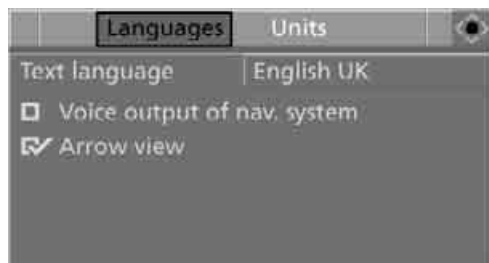 Languages Units
Text language English UK
Voice output of nav. system
Arrow view